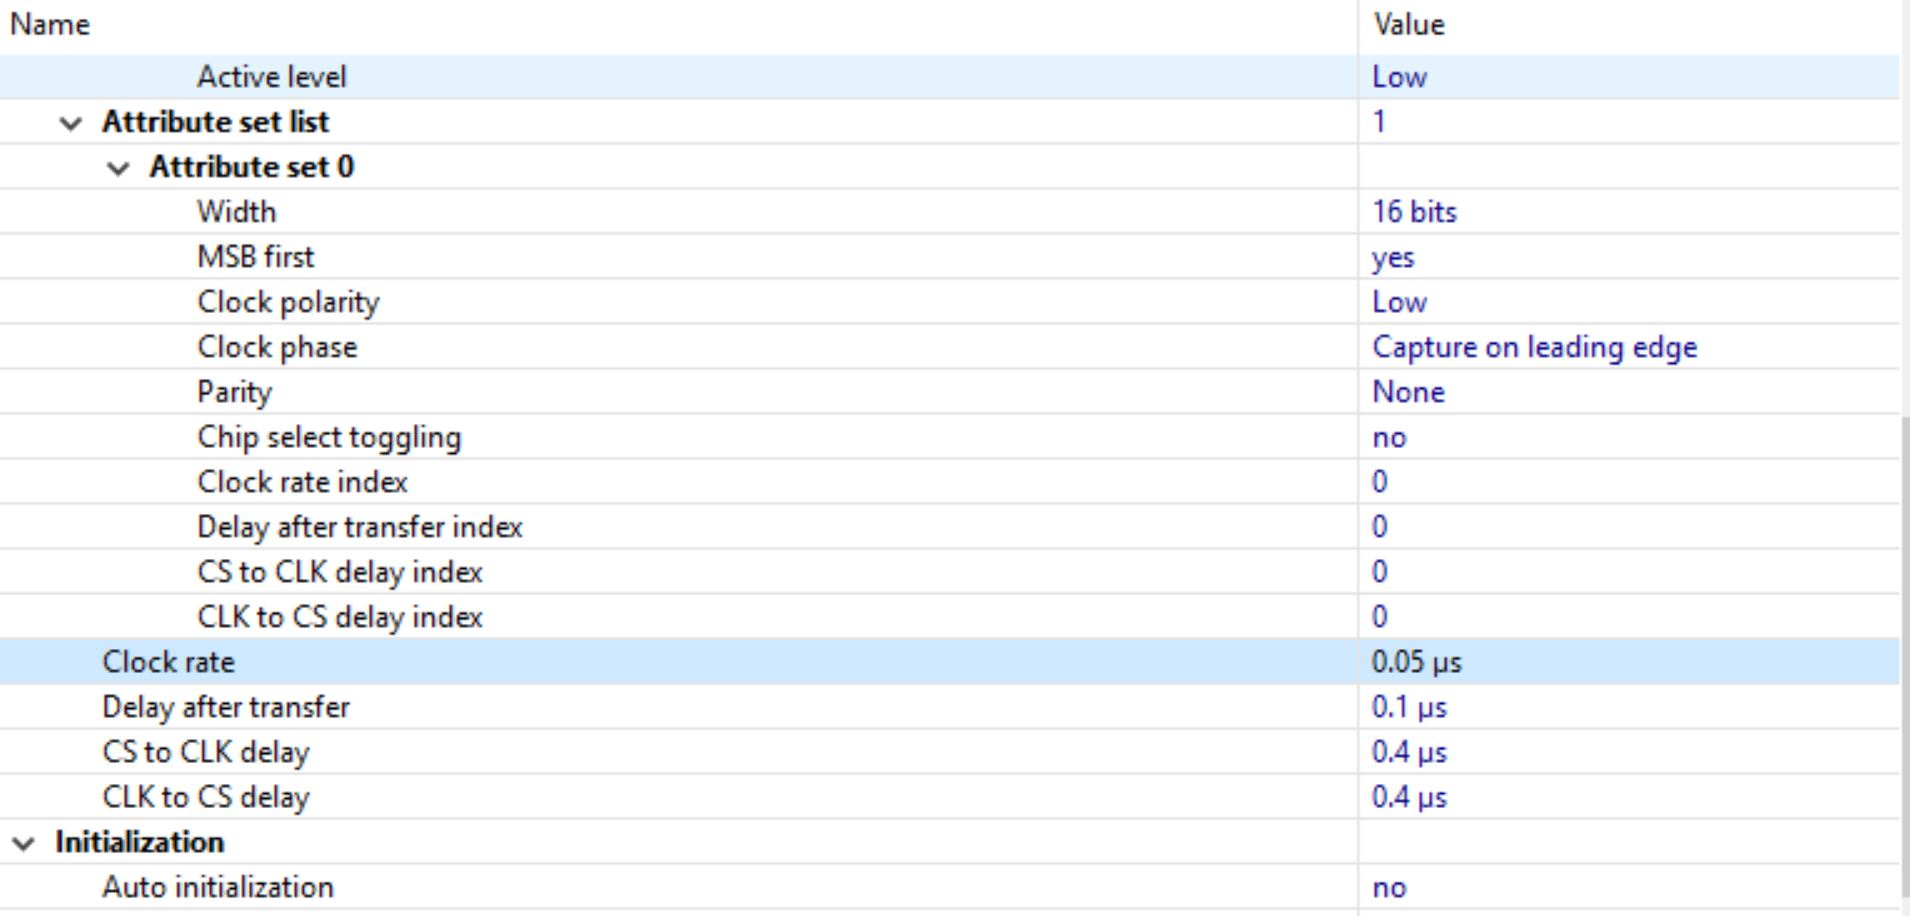 Name Value
Active level Low
Attribute set list 1
Attribute set 0
Width 16 bits
MSB first yes
Clock polarity Low
Clock phase Capture on leading edge
Parity None
Chip select toggling no
Clock rate index 0
Delay after transfer index 0
CS to CLK delay index 0
CLK to CS delay index 0
Clock rate 0.05 µs
Delay after transfer 0.1 µs
CS to CLK delay 0.4 µs
CLK to CS delay 0.4 µs
Initialization
Auto initialization no